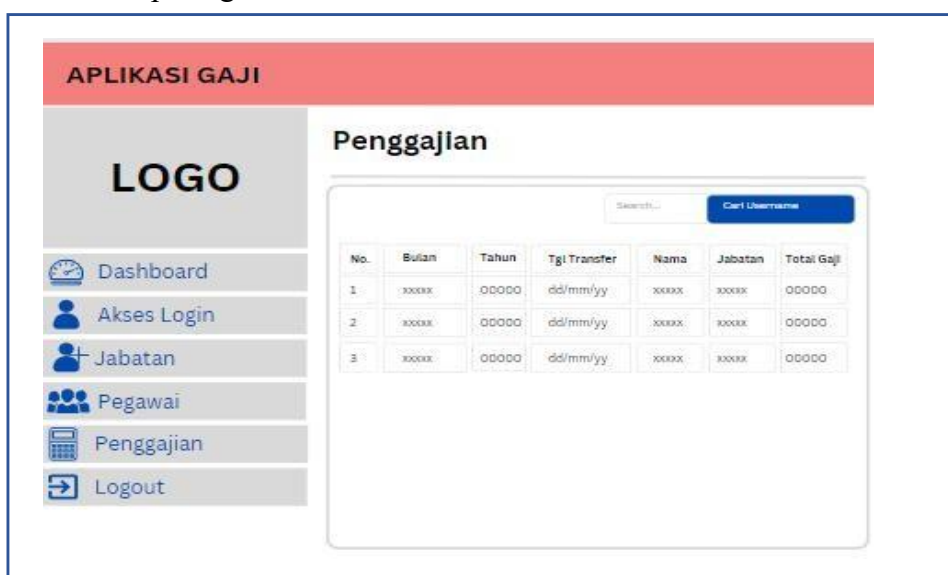 APLIKASI GAJI
LOGO
Dashboard
Akses Login
Jabatan
Pegawai
Penggajian
Logout
Penggajian
Search...
Cari Username
No. Bulan Tahun Tgl Transfer Nama Jabatan Total Gaji
1 xxxxx 00000 dd/mm/yy xxxxx xxxxx 00000
2 xxxxx 00000 dd/mm/yy xxxxx xxxxx 00000
3 xxxxx 00000 dd/mm/yy xxxxx xxxxx 00000